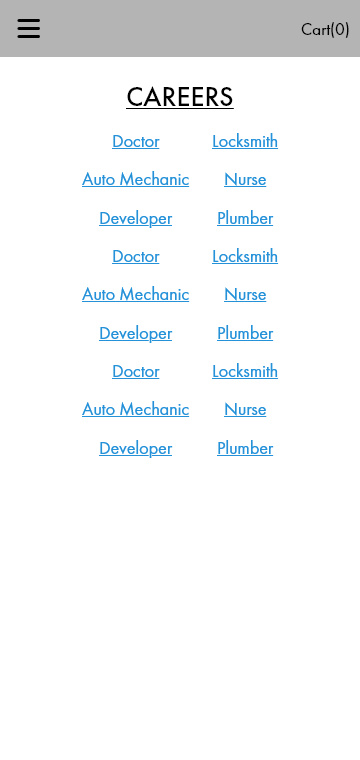 Cart(0)
CAREERS
Doctor Locksmith
Auto Mechanic Nurse
Developer Plumber
Doctor Locksmith
Auto Mechanic Nurse
Developer Plumber
Doctor Locksmith
Auto Mechanic Nurse
Developer Plumber